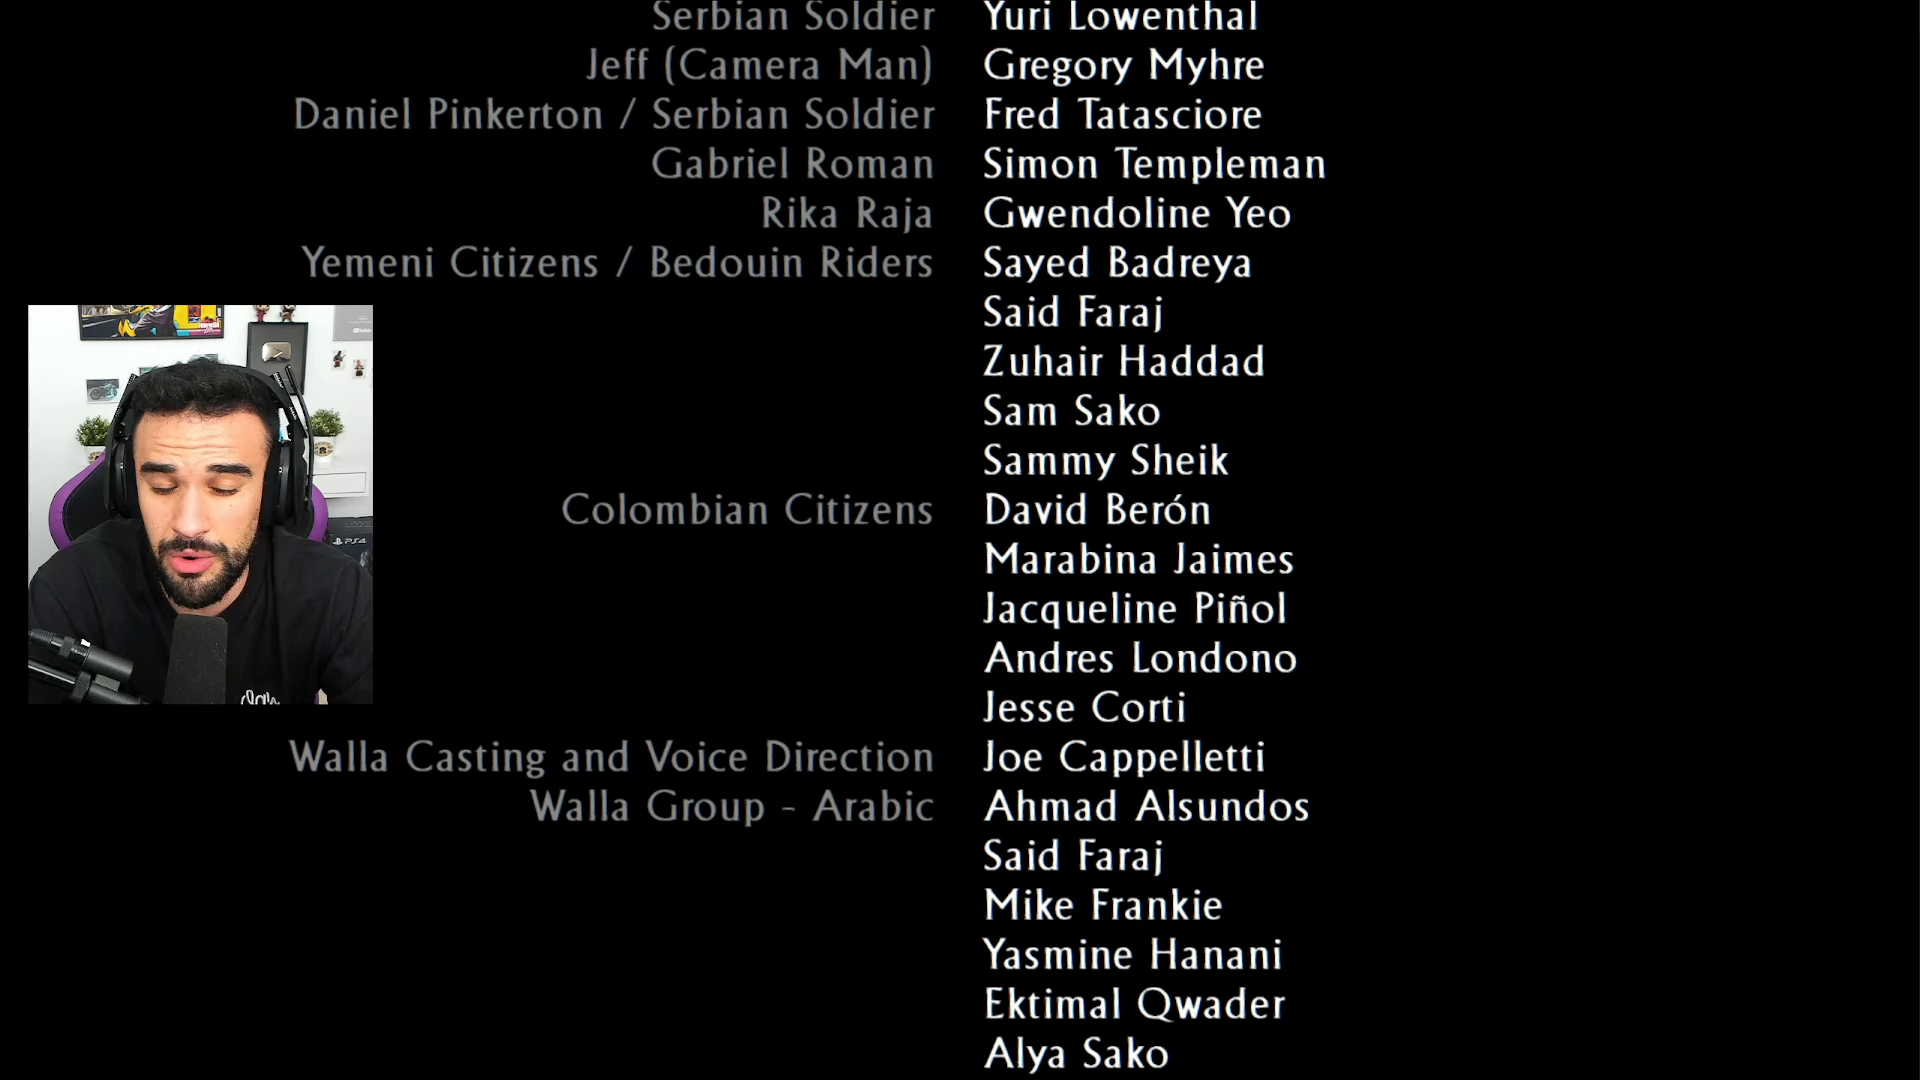 Serbian Soldier Yuri Lowenthal
Jeff (Camera Man) Gregory Myhre
Daniel Pinkerton / Serbian Soldier Fred Tatasciore
Gabriel Roman Simon Templeman
Rika Raja Gwendoline Yeo
Yemeni Citizens / Bedouin Riders Sayed Badreya
Said Faraj
Zuhair Haddad
Sam Sako
Sammy Sheik
Colombian Citizens David Berón
Marabina Jaimes
Jacqueline Piñol
Andres Londono
Jesse Corti
Walla Casting and Voice Direction Joe Cappelletti
Walla Group - Arabic Ahmad Alsundos
Said Faraj
Mike Frankie
Yasmine Hanani
Ektimal Qwader
Alya Sako
PS4